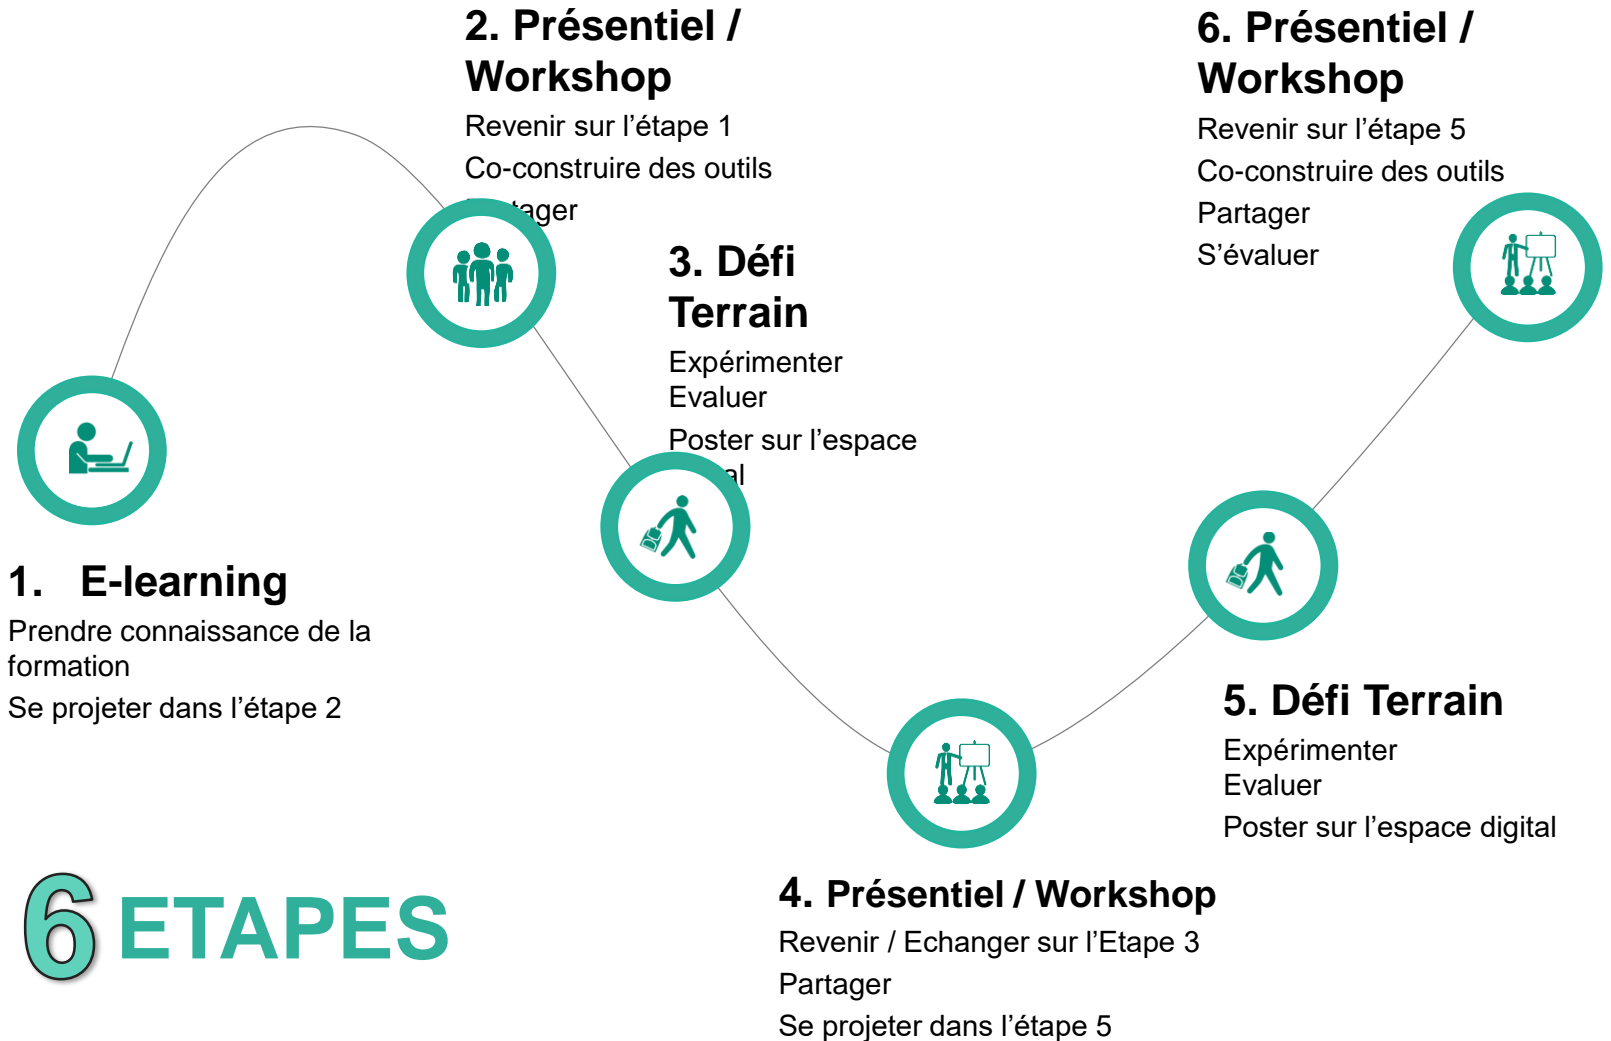 2. Présentiel /
Workshop
Revenir sur l’étape 1
Co-construire des outils
6. Présentiel /
Workshop
Revenir sur l’étape 5
Co-construire des outils
Partager
S’évaluer
3. Défi
Terrain
Expérimenter
Evaluer
Poster sur l’espace
1. E-learning
Prendre connaissance de la
formation
Se projeter dans l’étape 2
5. Défi Terrain
Expérimenter
Evaluer
Poster sur l’espace digital
4. Présentiel / Workshop
Revenir / Echanger sur l’Etape 3
Partager
Se projeter dans l’étape 5
6 ETAPES